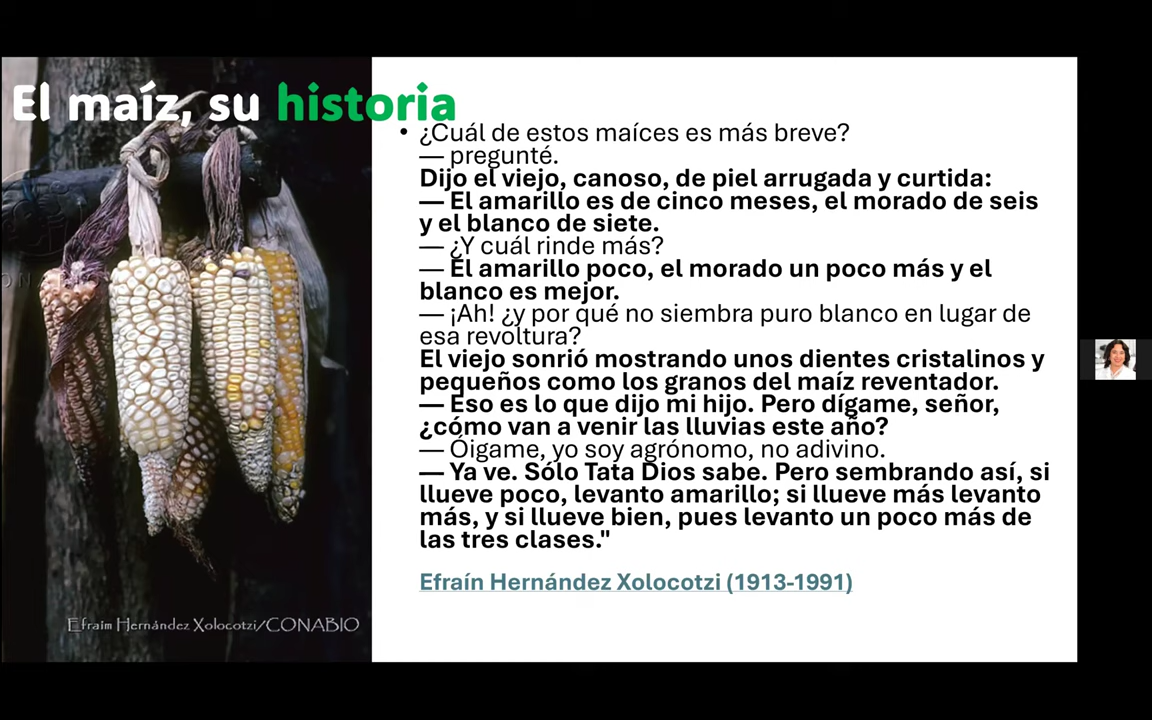 El maíz, su historia
• ¿Cuál de estos maíces es más breve?
— pregunté.
Dijo el viejo, canoso, de piel arrugada y curtida:
— El amarillo es de cinco meses, el morado de seis
y el blanco de siete.
— ¿Y cuál rinde más?
— El amarillo poco, el morado un poco más y el
blanco es mejor.
— ¡Ah! ¿y por qué no siembra puro blanco en lugar de
esa revoltura?
El viejo sonrió mostrando unos dientes cristalinos y
pequeños como los granos del maíz reventador.
— Eso es lo que dijo mi hijo. Pero dígame, señor,
¿cómo van a venir las lluvias este año?
— Óigame, yo soy agrónomo, no adivino.
— Ya ve. Sólo Tata Dios sabe. Pero sembrando así, si
llueve poco, levanto amarillo; si llueve más levanto
más, y si llueve bien, pues levanto un poco más de
las tres clases."
Efraín Hernández Xolocotzi (1913-1991)
Efraim Hernández Xolocotzi/CONABIO